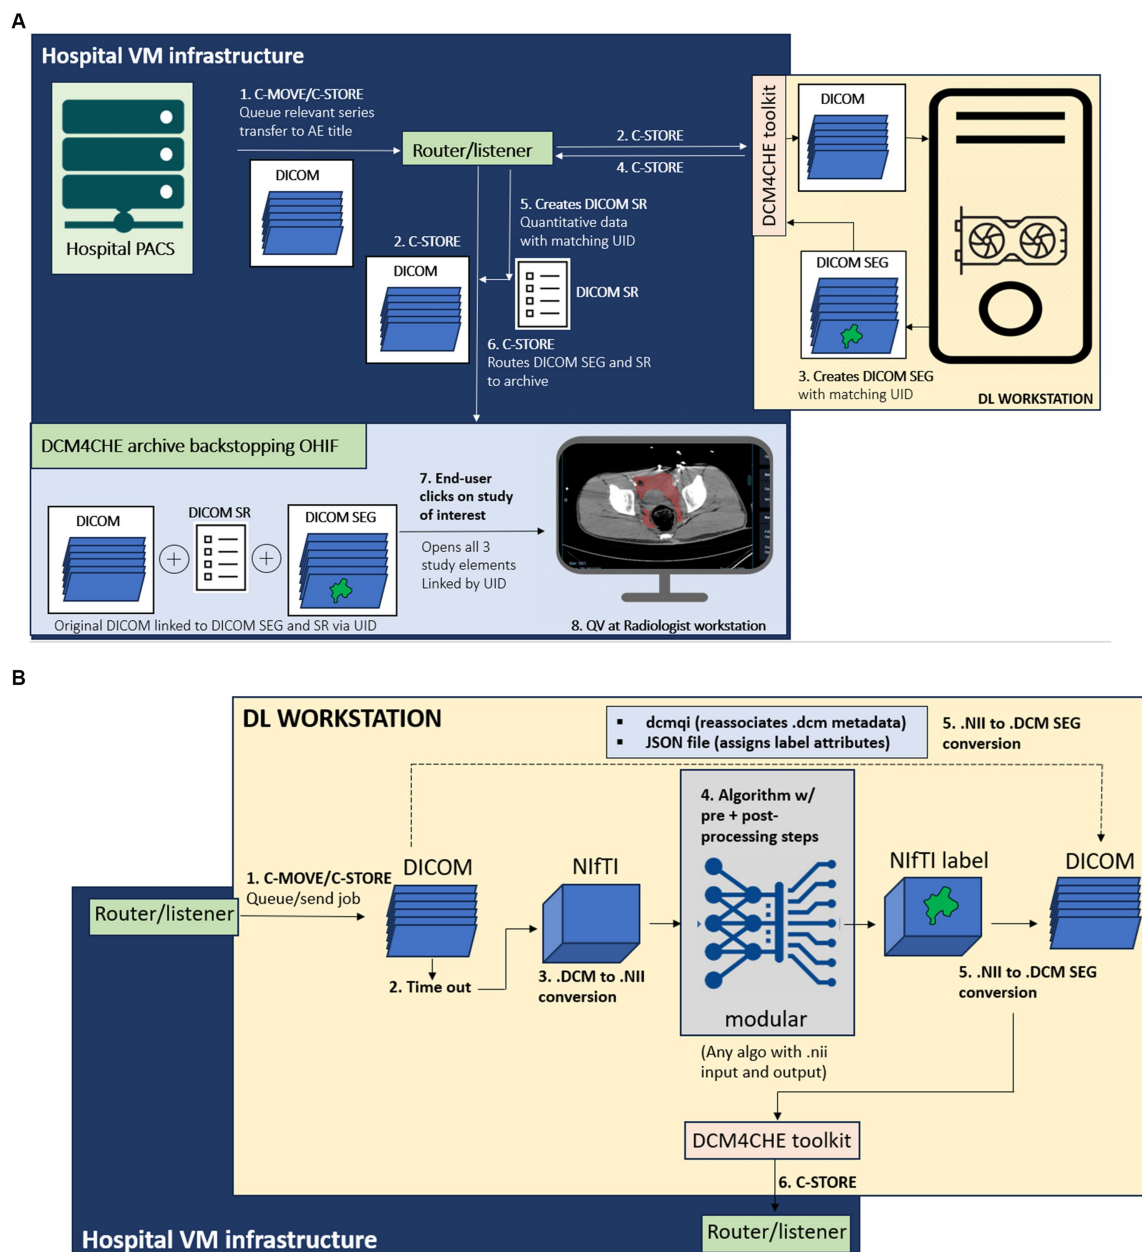 A
Hospital VM infrastructure
Hospital PACS
1. C-MOVE/C-STORE
Queue relevant series
transfer to AE title
DICOM
Router/listener
2. C-STORE
4. C-STORE
DCM4CHE toolkit
DICOM
DICOM SEG
3. Creates DICOM SEG
with matching UID
DL WORKSTATION
5. Creates DICOM SR
Quantitative data
with matching UID
2. C-STORE
DICOM
DICOM SR
6. C-STORE
Routes DICOM SEG and SR
to archive
DCM4CHE archive backstopping OHIF
DICOM
DICOM SR
DICOM SEG
Original DICOM linked to DICOM SEG and SR via UID
7. End-user
clicks on study
of interest
Opens all 3
study elements
Linked by UID
8. QV at Radiologist workstation
B
DL WORKSTATION
▪ dcmqi (reassociates .dcm metadata)
▪ JSON file (assigns label attributes)
5. .NII to .DCM SEG
conversion
Router/listener
1. C-MOVE/C-STORE
Queue/send job
DICOM
2. Time out
NIfTI
3. .DCM to .NII
conversion
4. Algorithm w/
pre + post-
processing steps
modular
(Any algo with .nii
input and output)
NIfTI label
DICOM
5. .NII to .DCM SEG
conversion
DCM4CHE toolkit
6. C-STORE
Router/listener
Hospital VM infrastructure